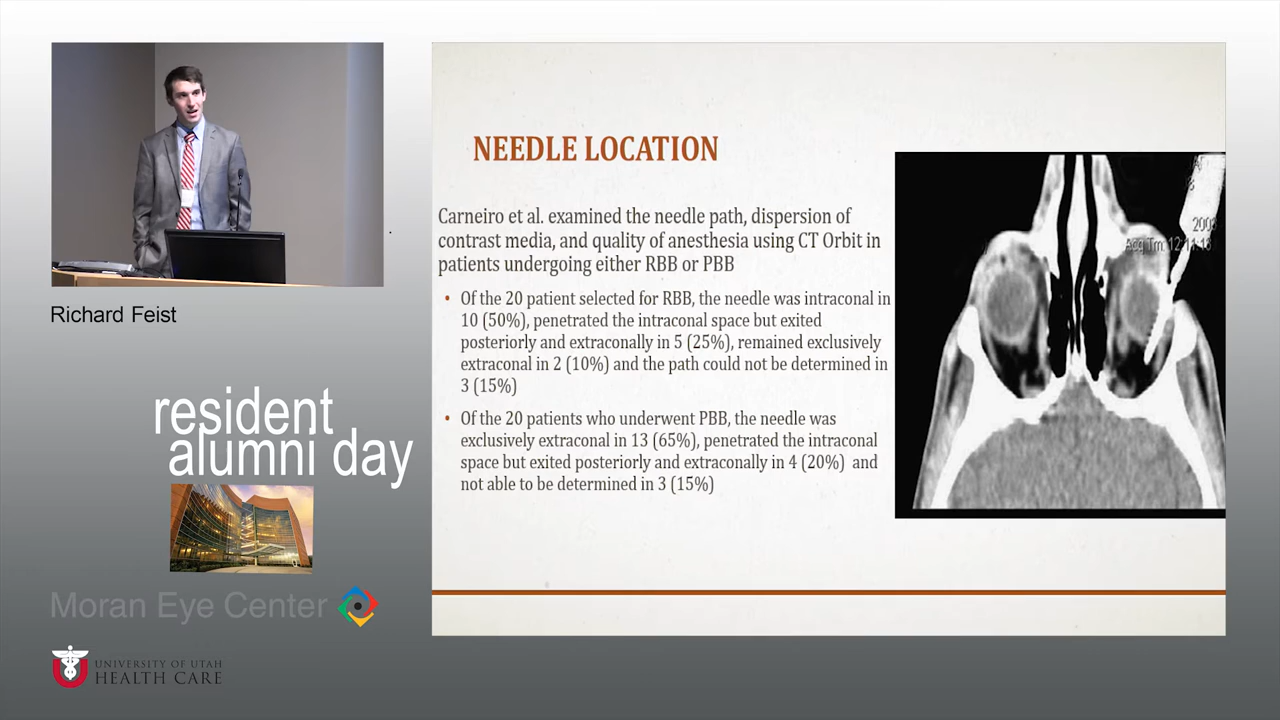 NEEDLE LOCATION
Carneiro et al. examined the needle path, dispersion of
contrast media, and quality of anesthesia using CT Orbit in
patients undergoing either RBB or PBB
• Of the 20 patient selected for RBB, the needle was intraconal in
10 (50%), penetrated the intraconal space but exited
posteriorly and extraconally in 5 (25%), remained exclusively
extraconal in 2 (10%) and the path could not be determined in
3 (15%)
• Of the 20 patients who underwent PBB, the needle was
exclusively extraconal in 13 (65%), penetrated the intraconal
space but exited posteriorly and extraconally in 4 (20%) and
not able to be determined in 3 (15%)
Richard Feist
resident
alumni day
Moran Eye Center
UNIVERSITY OF UTAH
HEALTH CARE